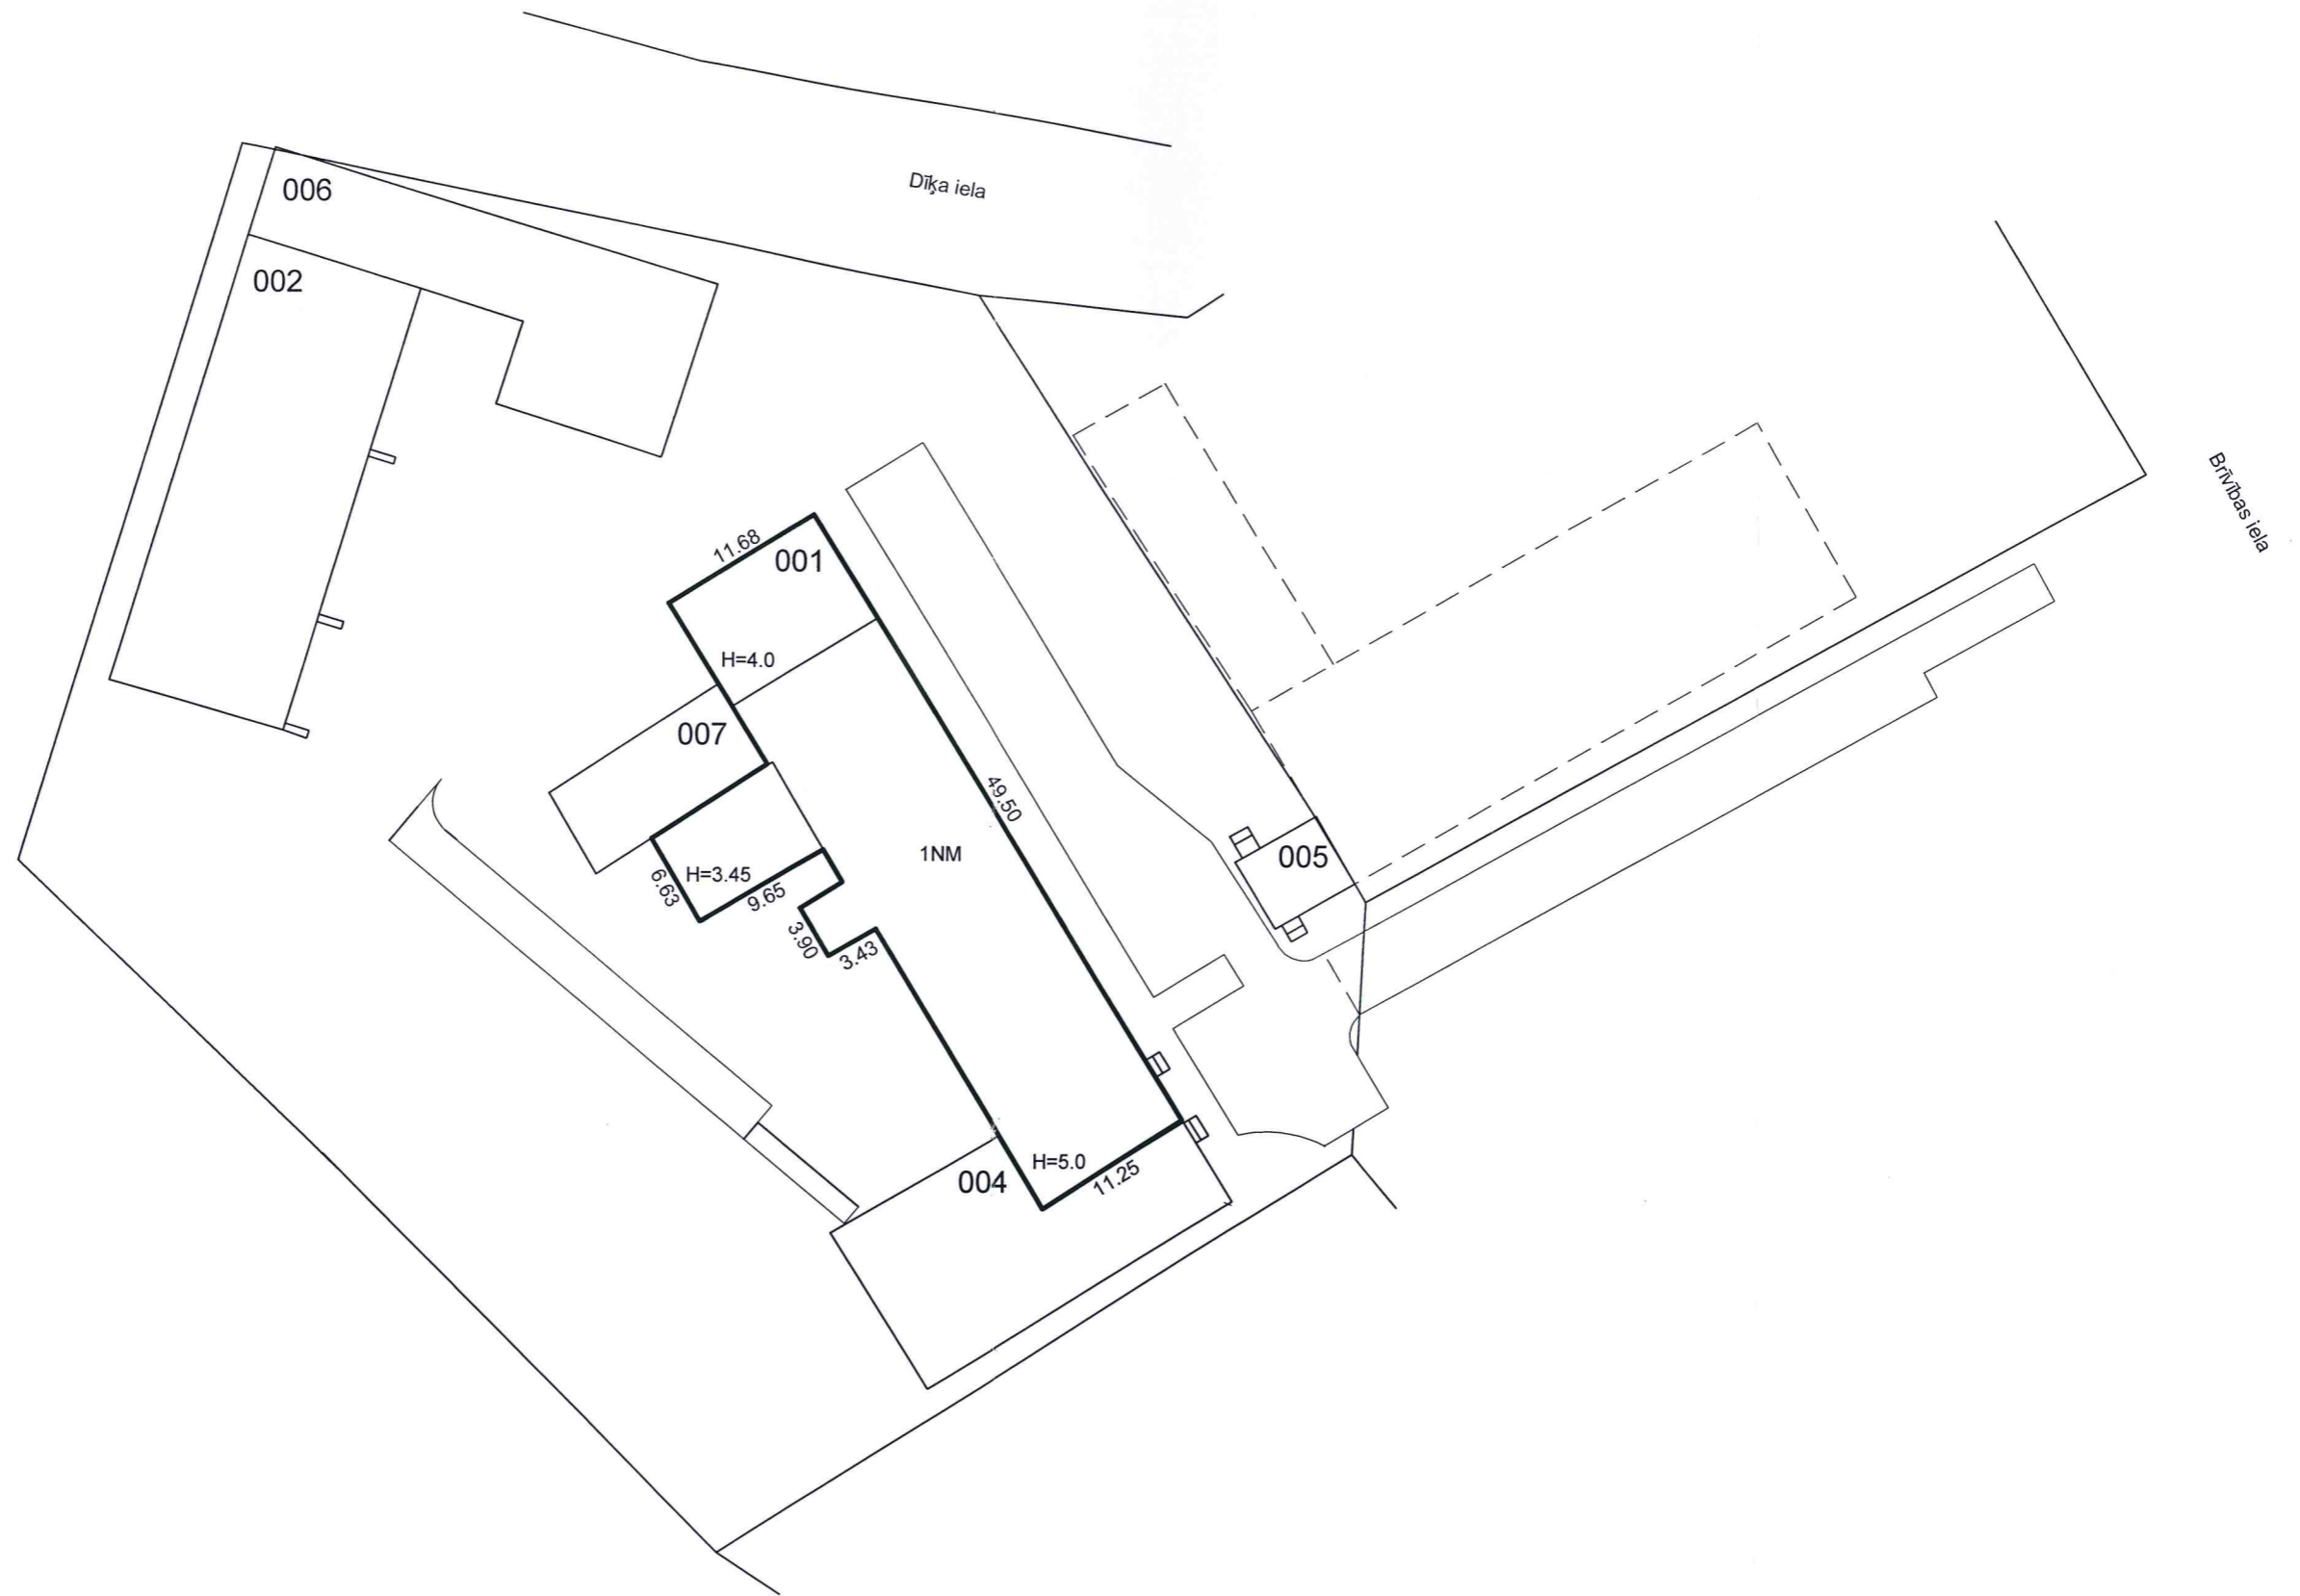 Dīķa iela
006
002
Brīvības iela
11.68
001
H=4.0
007
49.50
1NM
005
H=3.45
6.63
9.65
3.90
3.43
H=5.0
004
11.25